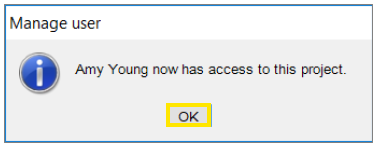 Manage user
Amy Young now has access to this project.
OK